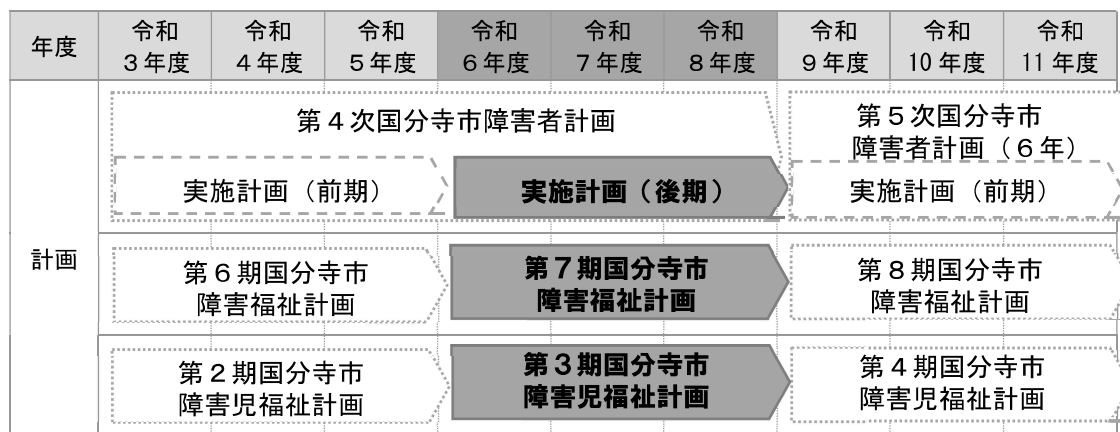 年度
令和
３年度
令和
４年度
令和
５年度
令和
６年度
令和
７年度
令和
８年度
令和
９年度
令和
10年度
令和
11年度
計画
第４次国分寺市障害者計画
第５次国分寺市
障害者計画（６年）
実施計画（前期）
実施計画（後期）
実施計画（前期）
第６期国分寺市
障害福祉計画
第７期国分寺市
障害福祉計画
第８期国分寺市
障害福祉計画
第２期国分寺市
障害児福祉計画
第３期国分寺市
障害児福祉計画
第４期国分寺市
障害児福祉計画